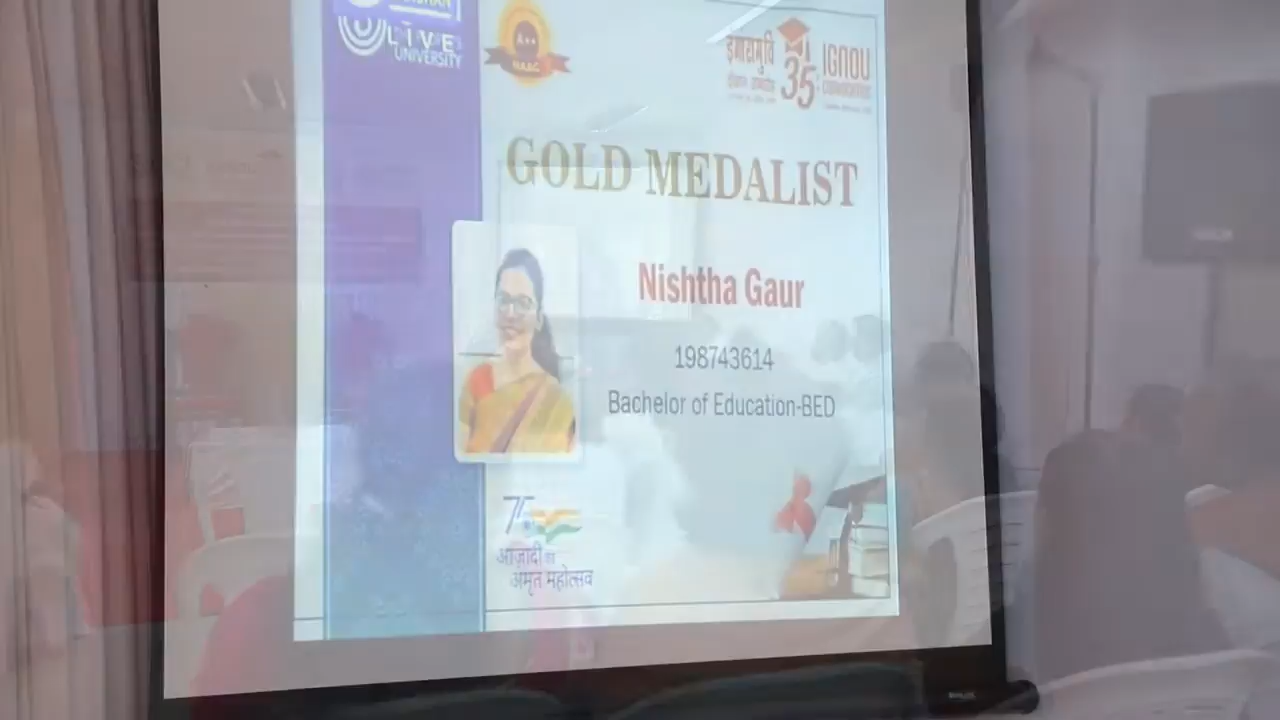 LIVE
UNIVERSITY
A++
NAAC
इग्नामुवि
35
IGNOU
GOLD MEDALIST
Nishtha Gaur
198743614
Bachelor of Education-BED
75
आज़ादी का
अमृत महोत्सव